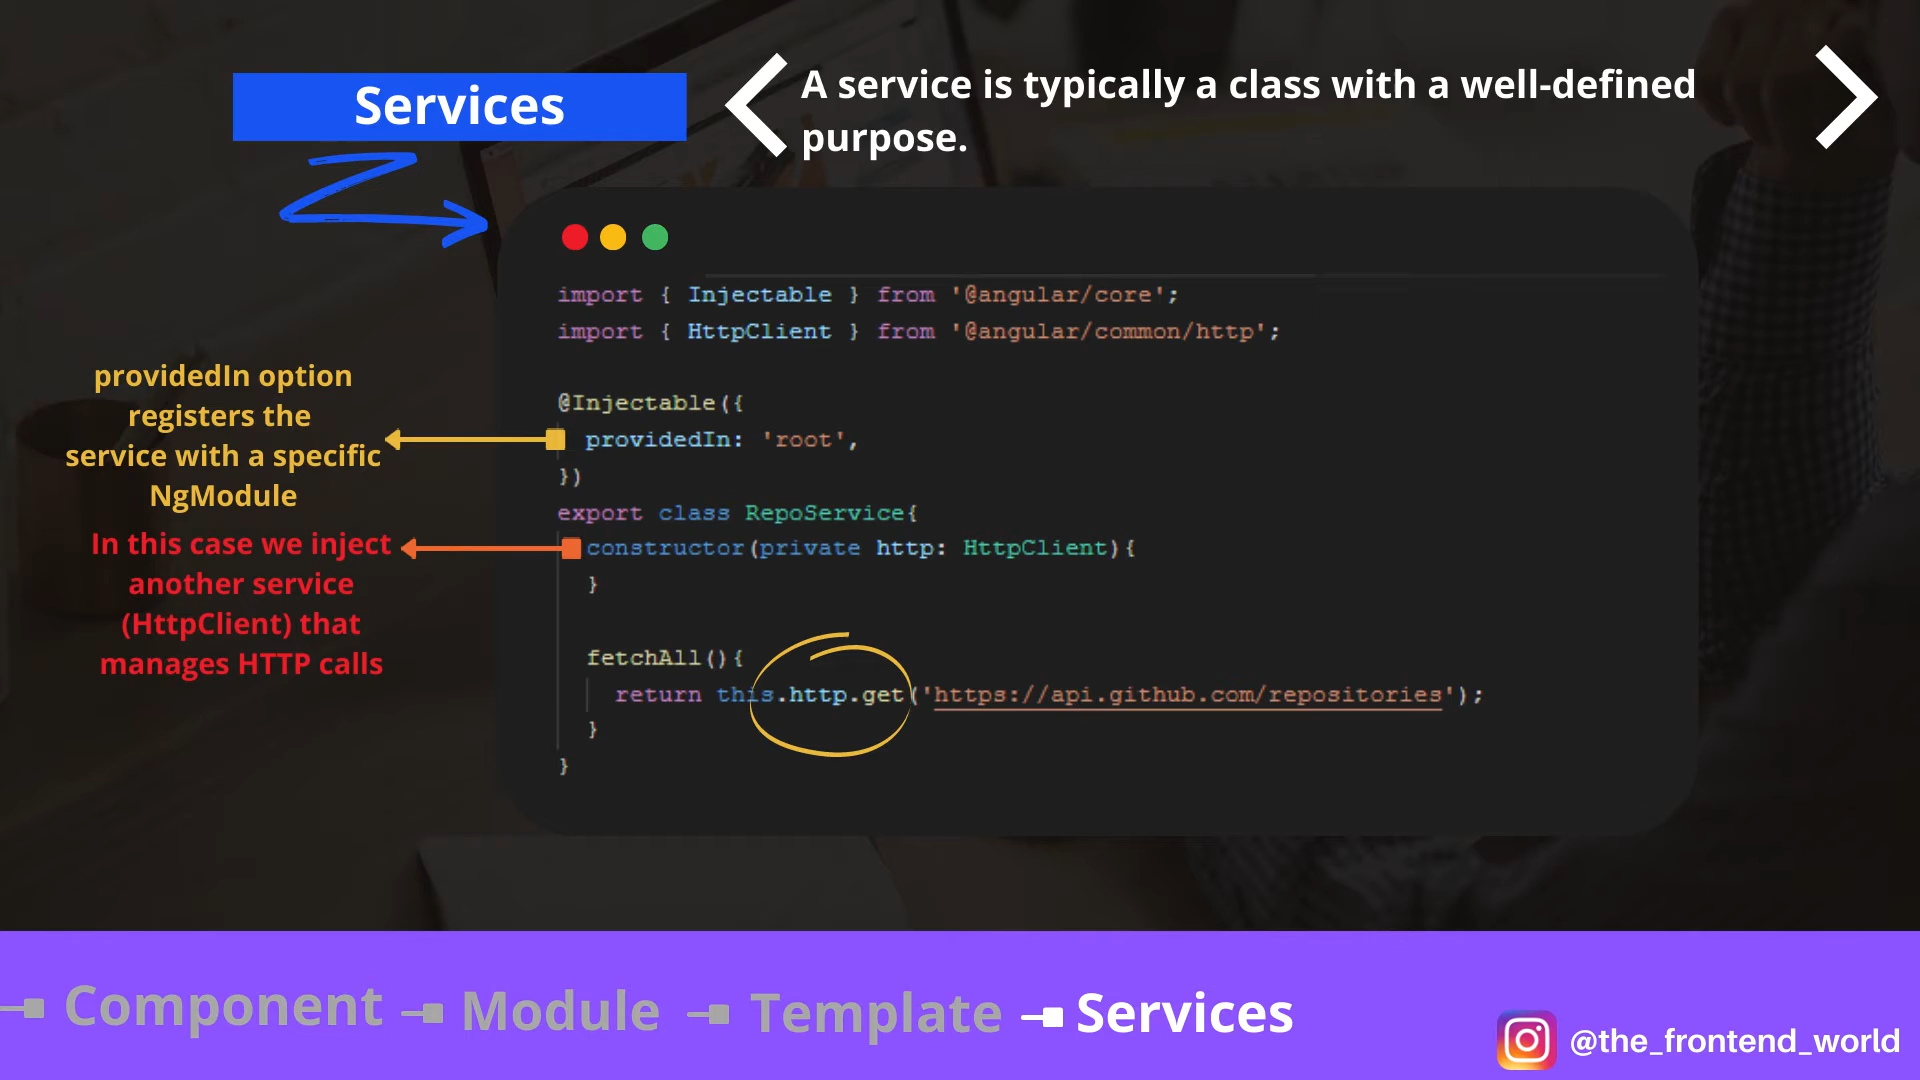 Services
A service is typically a class with a well-defined
purpose.
import { Injectable } from '@angular/core';
import { HttpClient } from '@angular/common/http';
@Injectable({
providedIn: 'root',
})
export class RepoService{
constructor(private http: HttpClient){
}
fetchAll(){
return this.http.get('https://api.github.com/repositories');
}
}
providedIn option
registers the
service with a specific
NgModule
In this case we inject
another service
(HttpClient) that
manages HTTP calls
Component
Module
Template
Services
@the_frontend_world